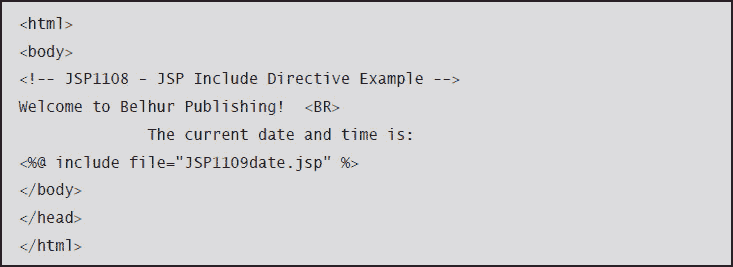 <html>
<body>
<!-- JSP1108 - JSP Include Directive Example -->
Welcome to Belhur Publishing!  <BR>
              The current date and time is:
<%@ include file="JSP1109date.jsp" %>
</body>
</head>
</html>